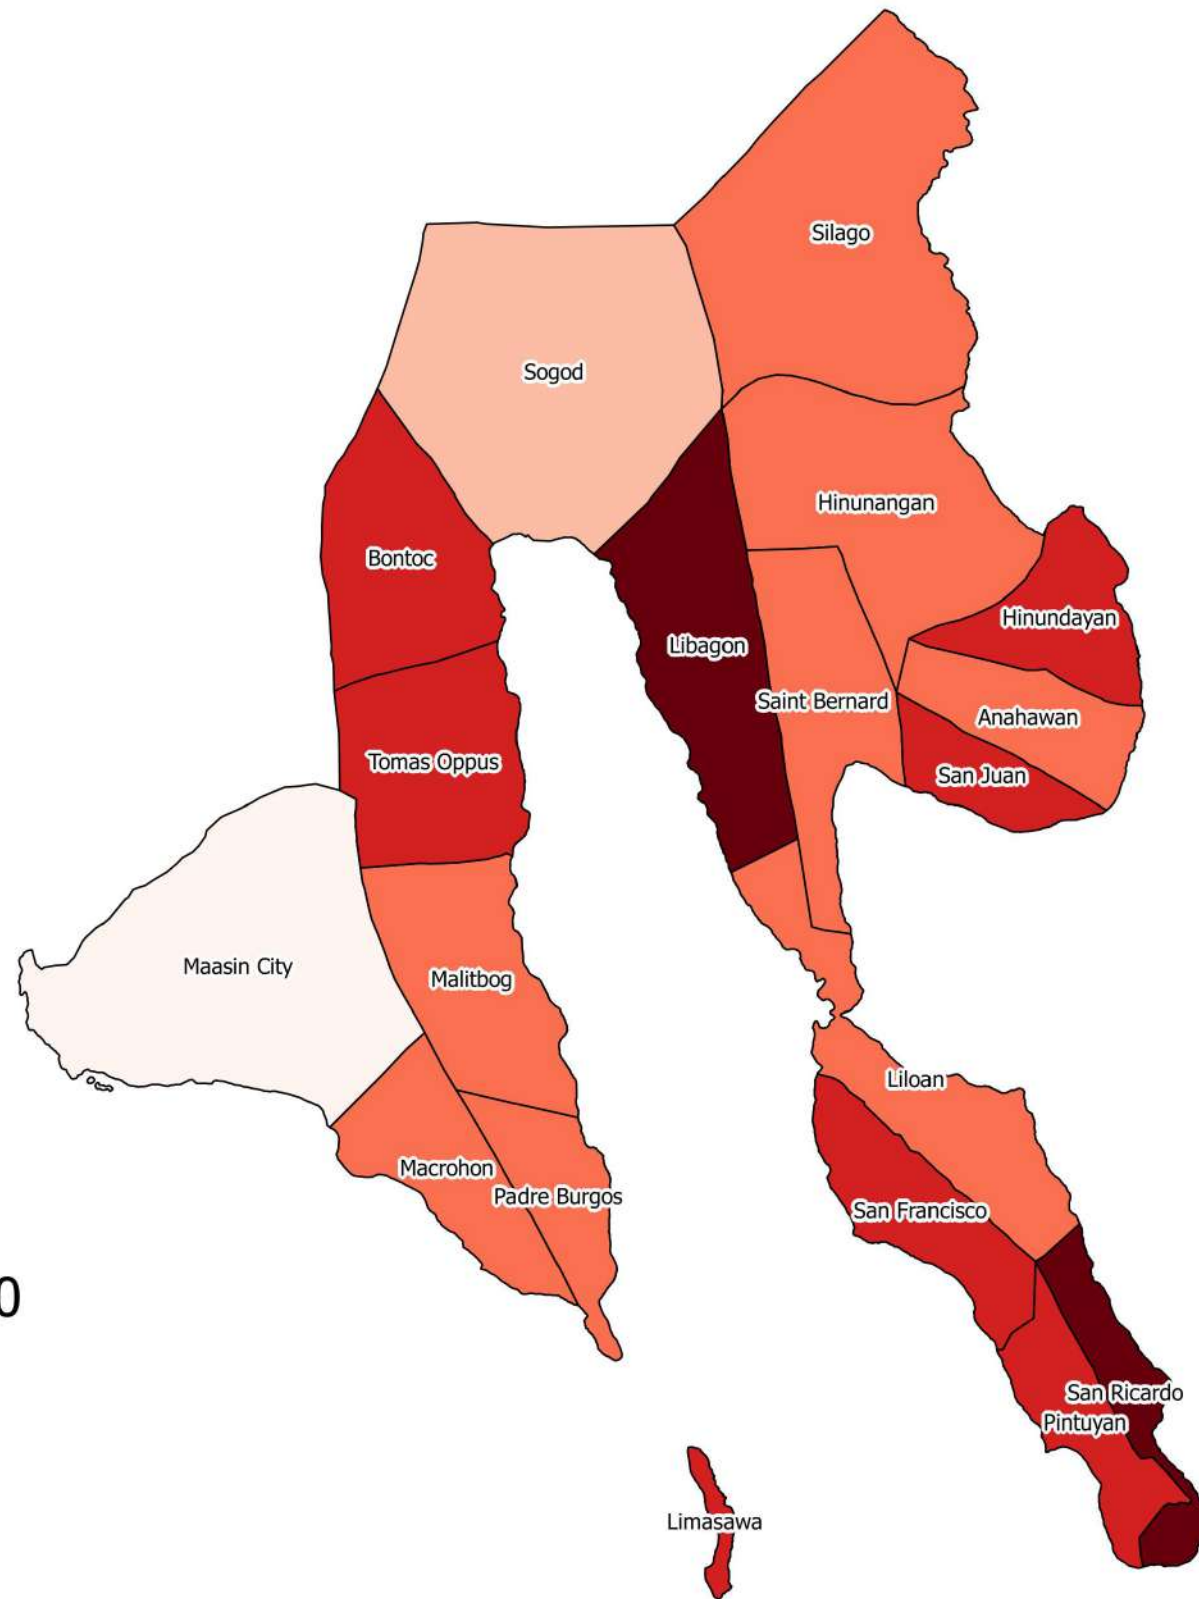 Silago
Sogod
Hinunangan
Bontoc
Hinundayan
Libagon
Saint Bernard
Anahawan
Tomas Oppus
San Juan
Maasin City
Malitbog
Liloan
Macrohon
Padre Burgos
San Francisco
0
San Ricardo
Pintuyan
Limasawa